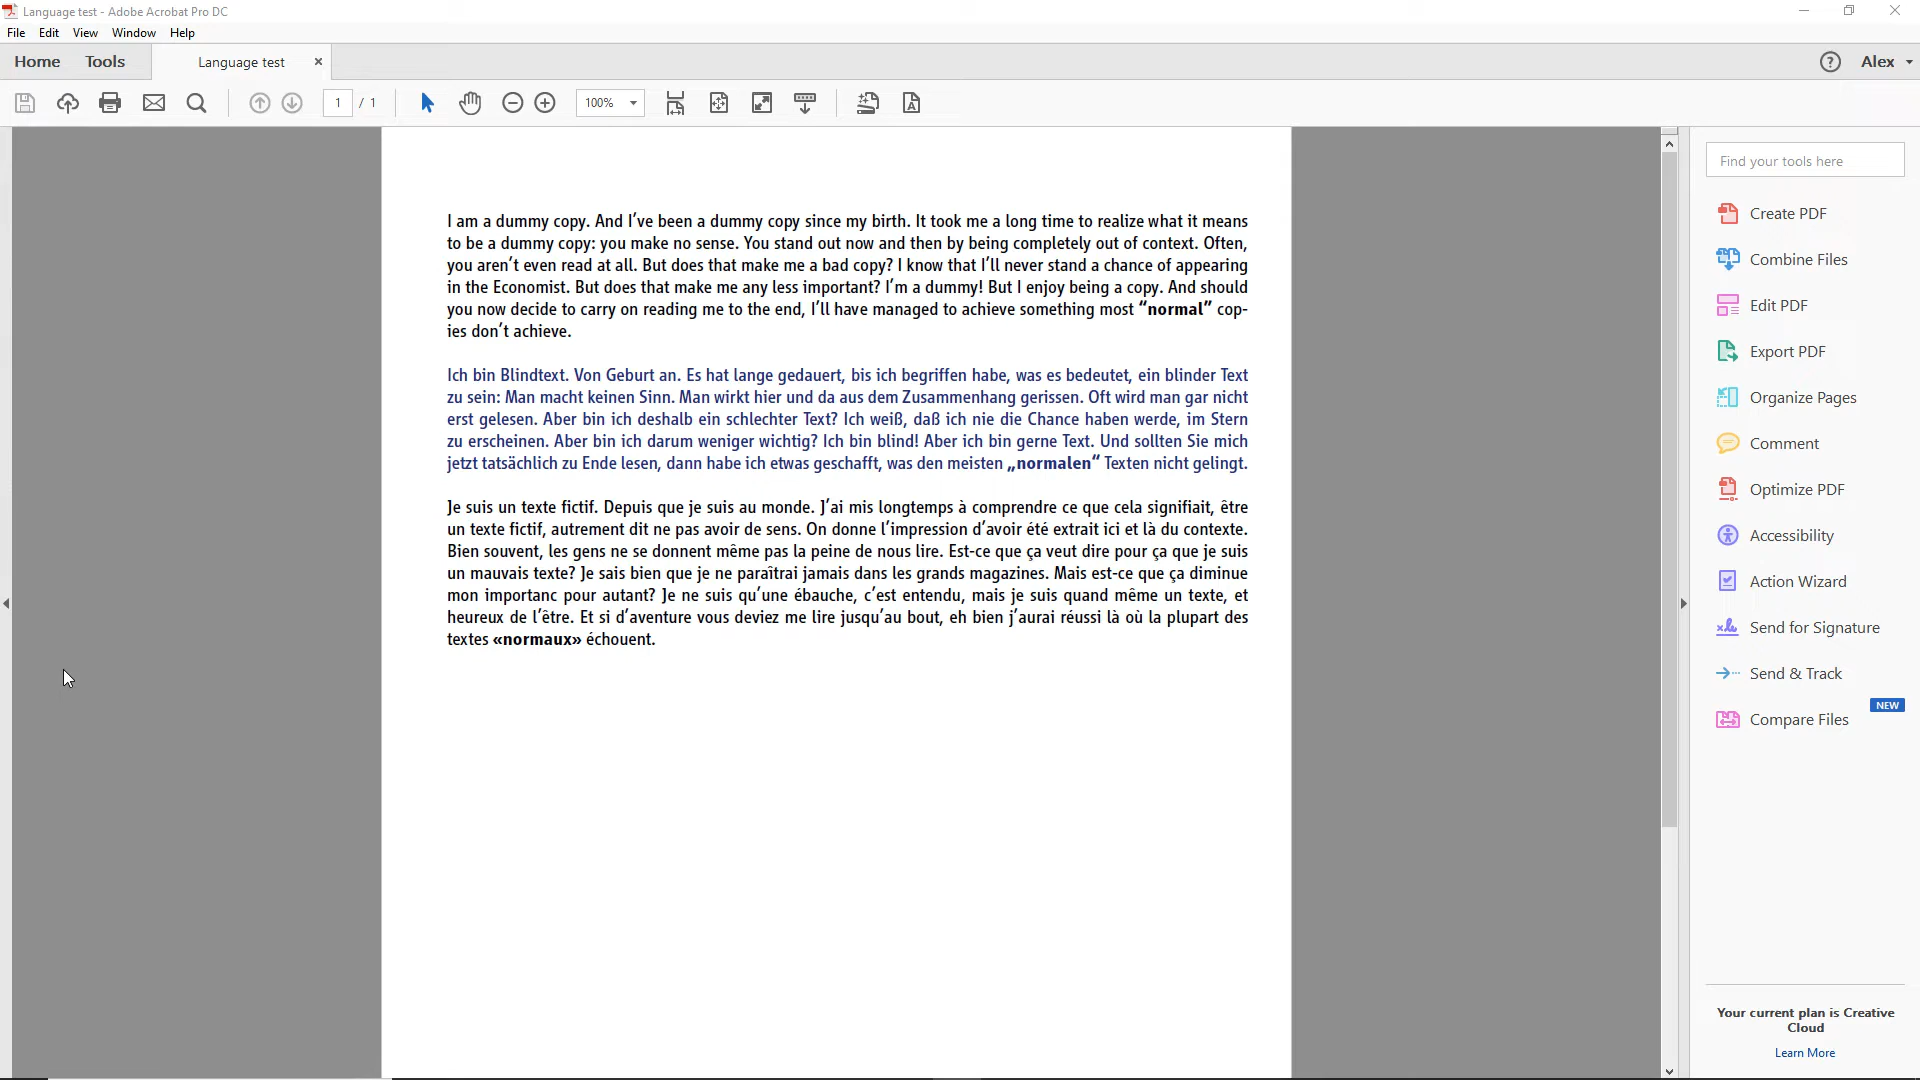 Language test - Adobe Acrobat Pro DC
File Edit View Window Help
Home Tools Language test Alex
1 / 1 100%
Find your tools here
Create PDF
Combine Files
Edit PDF
Export PDF
Organize Pages
Comment
Optimize PDF
Accessibility
Action Wizard
Send for Signature
Send & Track
NEW
Compare Files
Your current plan is Creative
Cloud
Learn More
I am a dummy copy. And I’ve been a dummy copy since my birth. It took me a long time to realize what it means
to be a dummy copy: you make no sense. You stand out now and then by being completely out of context. Often,
you aren’t even read at all. But does that make me a bad copy? I know that I’ll never stand a chance of appearing
in the Economist. But does that make me any less important? I’m a dummy! But I enjoy being a copy. And should
you now decide to carry on reading me to the end, I’ll have managed to achieve something most “normal” cop-
ies don’t achieve.
Ich bin Blindtext. Von Geburt an. Es hat lange gedauert, bis ich begriffen habe, was es bedeutet, ein blinder Text
zu sein: Man macht keinen Sinn. Man wirkt hier und da aus dem Zusammenhang gerissen. Oft wird man gar nicht
erst gelesen. Aber bin ich deshalb ein schlechter Text? Ich weiß, daß ich nie die Chance haben werde, im Stern
zu erscheinen. Aber bin ich darum weniger wichtig? Ich bin blind! Aber ich bin gerne Text. Und sollten Sie mich
jetzt tatsächlich zu Ende lesen, dann habe ich etwas geschafft, was den meisten „normalen“ Texten nicht gelingt.
Je suis un texte fictif. Depuis que je suis au monde. J’ai mis longtemps à comprendre ce que cela signifiait, être
un texte fictif, autrement dit ne pas avoir de sens. On donne l’impression d’avoir été extrait ici et là du contexte.
Bien souvent, les gens ne se donnent même pas la peine de nous lire. Est-ce que ça veut dire pour ça que je suis
un mauvais texte? Je sais bien que je ne paraîtrai jamais dans les grands magazines. Mais est-ce que ça diminue
mon importanc pour autant? Je ne suis qu’une ébauche, c’est entendu, mais je suis quand même un texte, et
heureux de l’être. Et si d’aventure vous deviez me lire jusqu’au bout, eh bien j’aurai réussi là où la plupart des
textes «normaux» échouent.